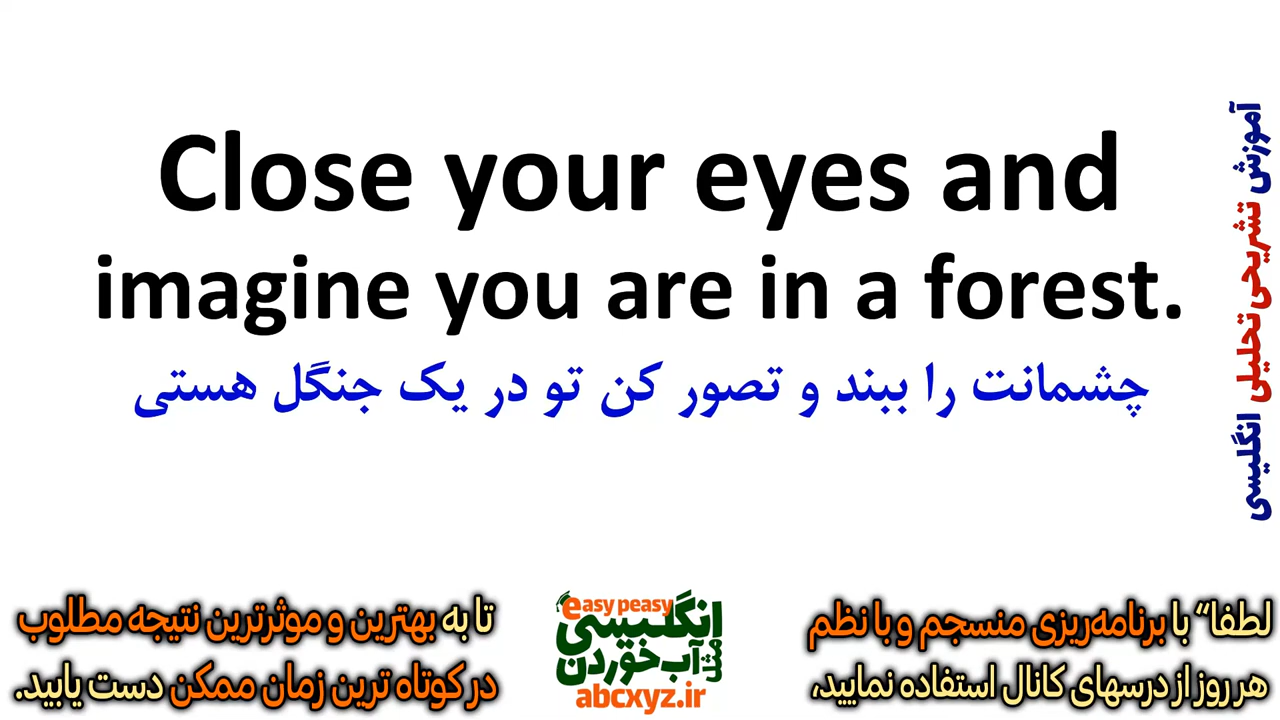 Close your eyes and
imagine you are in a forest.
چشمانت را ببند و تصور کن تو در یک جنگل هستی
آموزش تشریحی تحلیلی انگلیسی
لطفا“ با برنامه‌ریزی منسجم و با نظم
هر روز از درسهای کانال استفاده نمایید،
easy peasy
انگلیسی
مثل آب خوردن
abcxyz.ir
تا به بهترین و موثرترین نتیجه مطلوب
در کوتاه ترین زمان ممکن دست یابید.